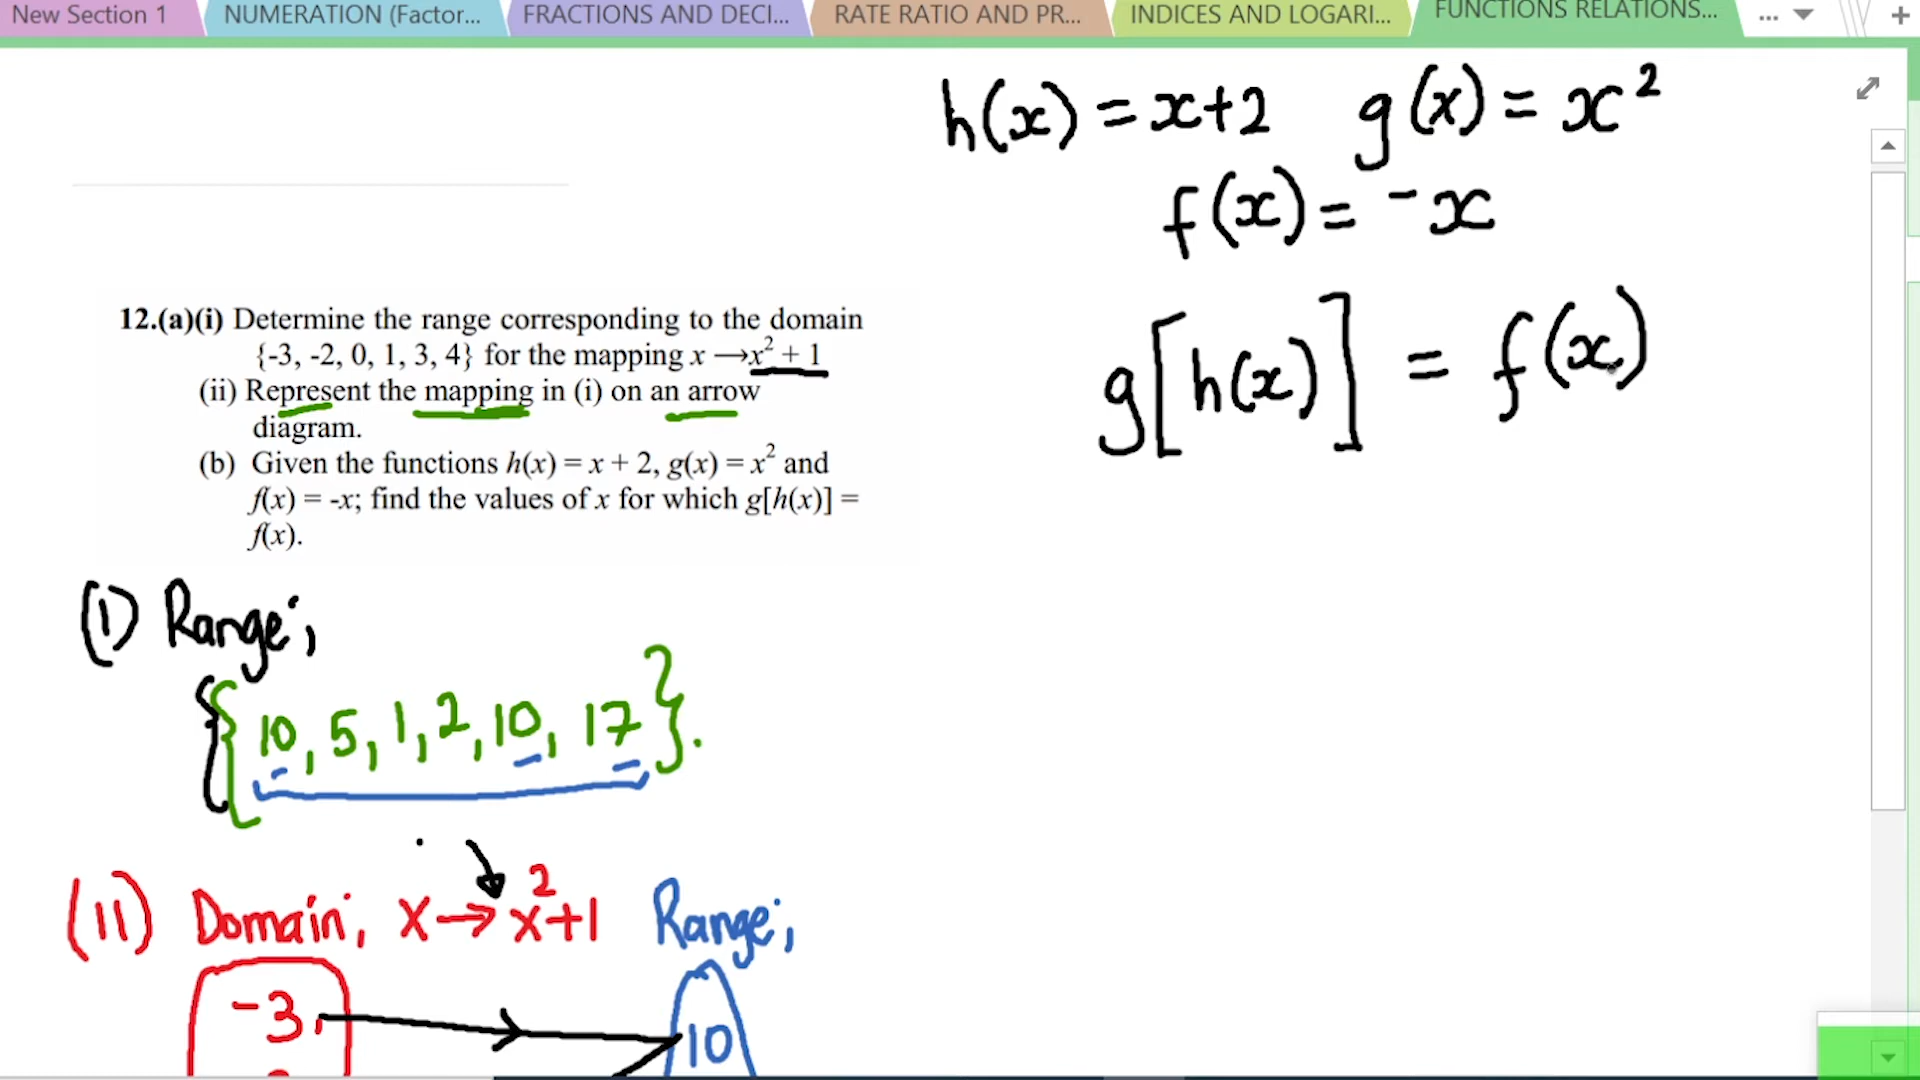 New Section 1 NUMERATION (Factor... FRACTIONS AND DECI... RATE RATIO AND PR... INDICES AND LOGARI... FUNCTIONS RELATIONS... ...
h(x) = x+2 g(x) = x²
f(x) = -x
g[h(x)] = f(x)
12.(a)(i) Determine the range corresponding to the domain
{-3, -2, 0, 1, 3, 4} for the mapping x → x² + 1
(ii) Represent the mapping in (i) on an arrow
diagram.
(b) Given the functions h(x) = x + 2, g(x) = x² and
f(x) = -x; find the values of x for which g[h(x)] =
f(x).
(i) Range;
{{10, 5, 1, 2, 10, 17}.
(ii) Domain, x → x²+1 Range;
-3, 10